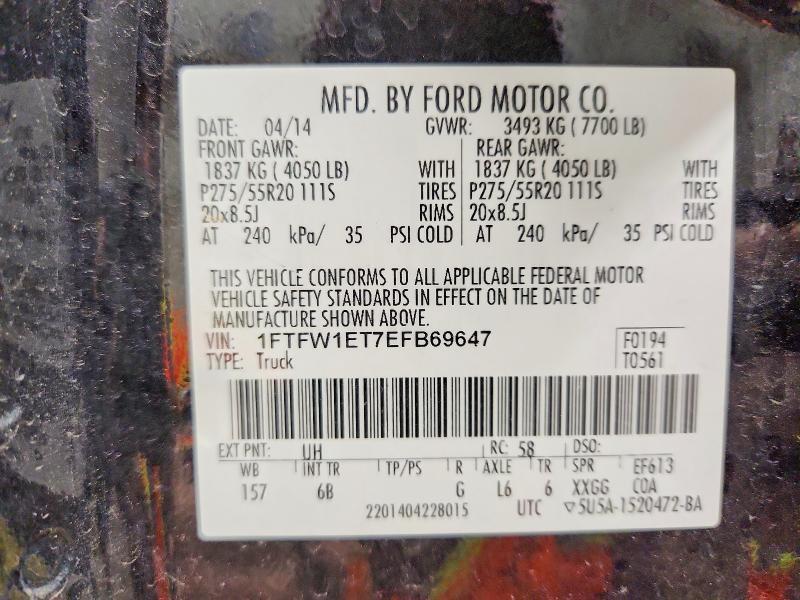 MFD. BY FORD MOTOR CO.
DATE: 04/14 GVWR: 3493 KG ( 7700 LB)
FRONT GAWR: REAR GAWR:
1837 KG ( 4050 LB) WITH 1837 KG ( 4050 LB) WITH
P275/55R20 111S TIRES P275/55R20 111S TIRES
20x8.5J RIMS 20x8.5J RIMS
AT 240 kPa/ 35 PSI COLD AT 240 kPa/ 35 PSI COLD
THIS VEHICLE CONFORMS TO ALL APPLICABLE FEDERAL MOTOR
VEHICLE SAFETY STANDARDS IN EFFECT ON THE DATE OF
MANUFACTURE SHOWN ABOVE.
VIN: 1FTFW1ET7EFB69647 F0194
TYPE: Truck T0561
EXT PNT: UH RC: 58 DSO:
WB INT TR TP/PS R AXLE TR SPR EF613
157 6B G L6 6 XXGG COA
2201404228015 UTC ▽5U5A-1520472-BA